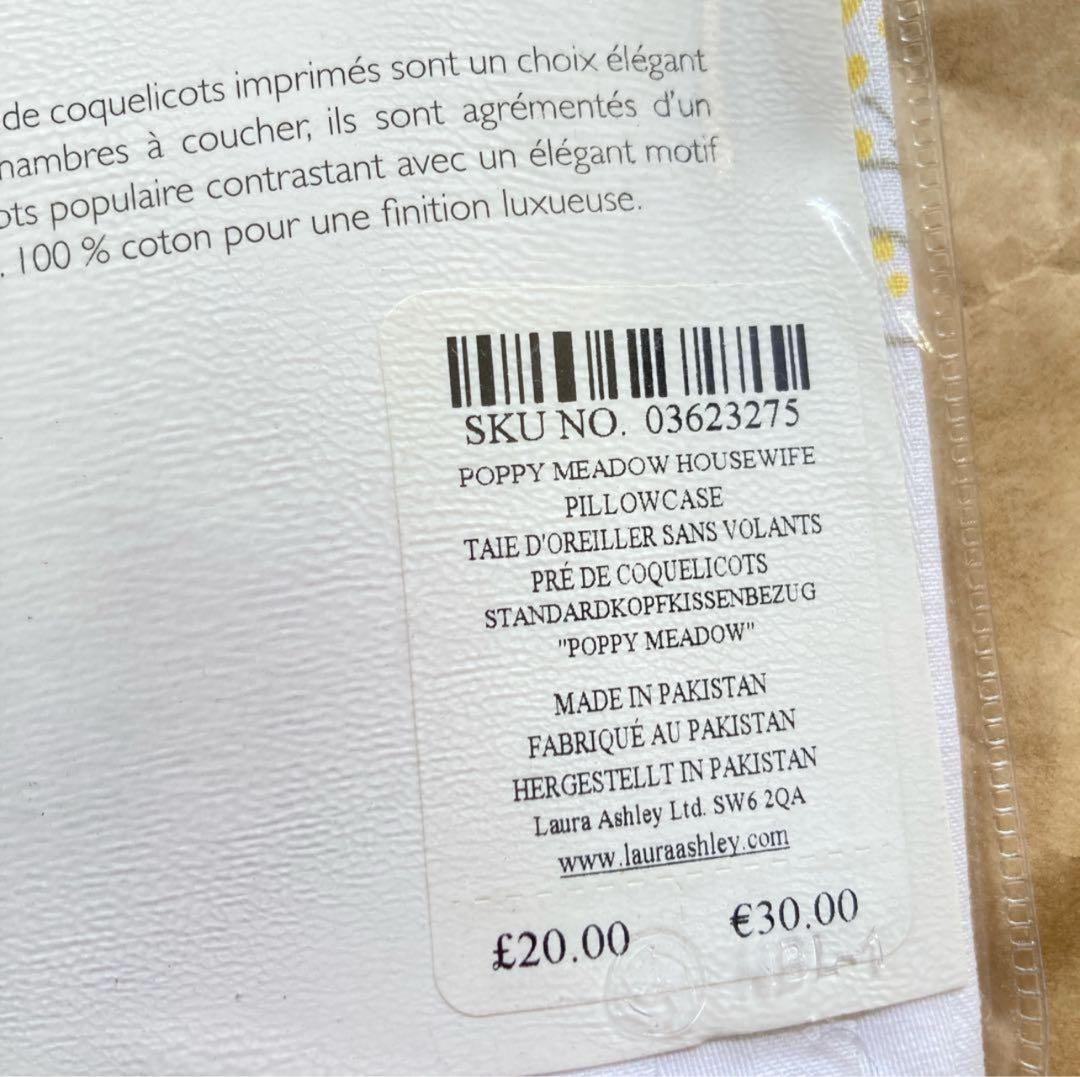 de coquelicots imprimés sont un choix élégant
à coucher, ils sont agrémentés d'un
populaire contrastant avec un élégant motif
. 100 % coton pour une finition luxueuse.
SKU NO. 03623275
POPPY MEADOW HOUSEWIFE
PILLOWCASE
TAIE D'OREILLER SANS VOLANTS
PRÉ DE COQUELICOTS
STANDARDKOPFKISSENBEZUG
"POPPY MEADOW"
MADE IN PAKISTAN
FABRIQUÉ AU PAKISTAN
HERGESTELLT IN PAKISTAN
Laura Ashley Ltd. SW6 2QA
www.lauraashley.com
£20.00 €30.00